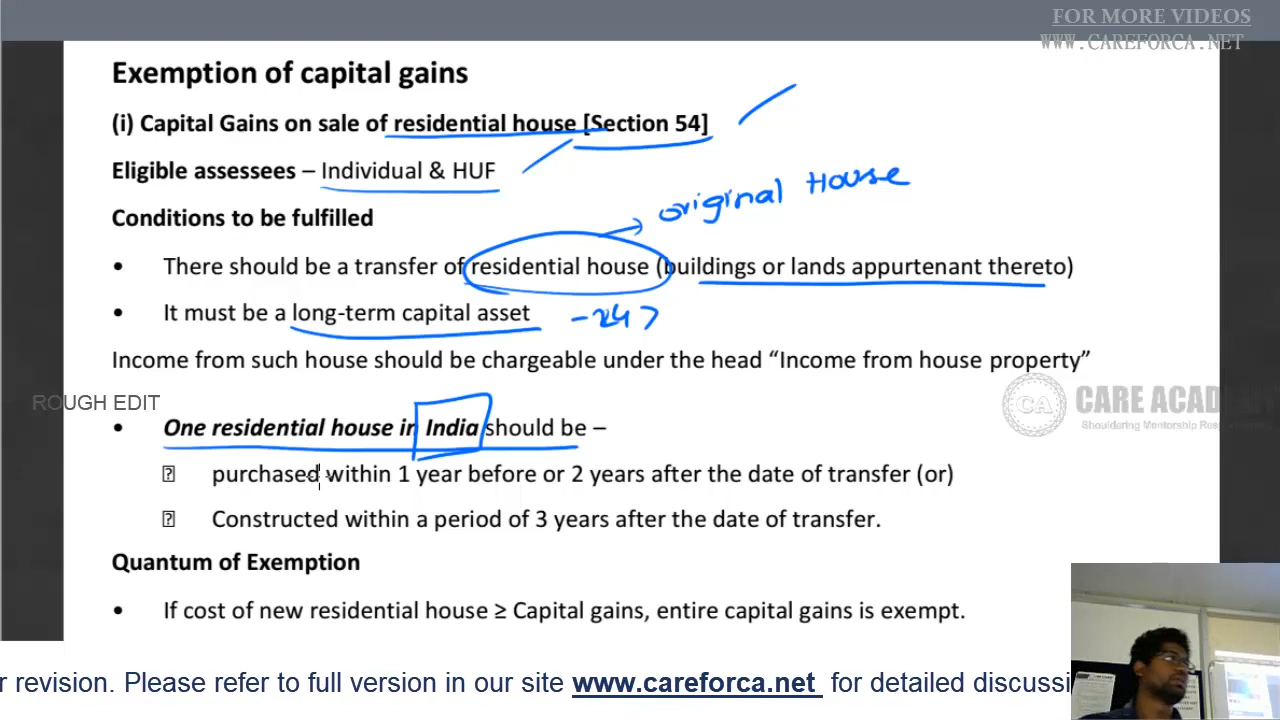 FOR MORE VIDEOS
WWW.CAREFORCA.NET
Exemption of capital gains
(i) Capital Gains on sale of residential house [Section 54]
Eligible assessees – Individual & HUF
original House
Conditions to be fulfilled
• There should be a transfer of residential house (buildings or lands appurtenant thereto)
• It must be a long-term capital asset
Income from such house should be chargeable under the head “Income from house property”
ROUGH EDIT
CA CARE ACADE
Shouldering Mentorship Respon
• One residential house in India should be –
purchased within 1 year before or 2 years after the date of transfer (or)
Constructed within a period of 3 years after the date of transfer.
Quantum of Exemption
• If cost of new residential house ≥ Capital gains, entire capital gains is exempt.
r revision. Please refer to full version in our site www.careforca.net for detailed discussi